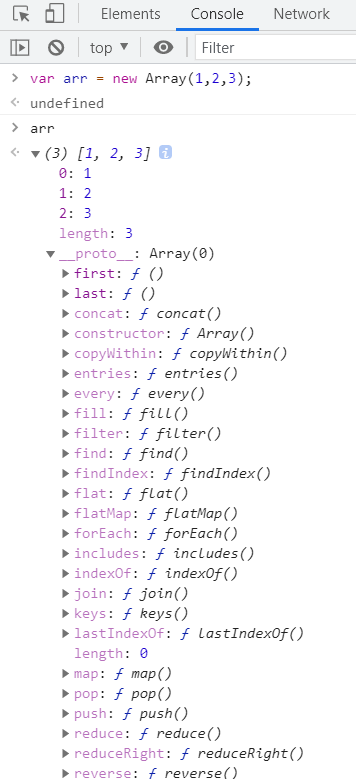 Elements Console Network
top Filter
> var arr = new Array(1,2,3);
undefined
> arr
(3) [1, 2, 3] i
0: 1
1: 2
2: 3
length: 3
__proto__: Array(0)
first: ƒ ()
last: ƒ ()
concat: ƒ concat()
constructor: ƒ Array()
copyWithin: ƒ copyWithin()
entries: ƒ entries()
every: ƒ every()
fill: ƒ fill()
filter: ƒ filter()
find: ƒ find()
findIndex: ƒ findIndex()
flat: ƒ flat()
flatMap: ƒ flatMap()
forEach: ƒ forEach()
includes: ƒ includes()
indexOf: ƒ indexOf()
join: ƒ join()
keys: ƒ keys()
lastIndexOf: ƒ lastIndexOf()
length: 0
map: ƒ map()
pop: ƒ pop()
push: ƒ push()
reduce: ƒ reduce()
reduceRight: ƒ reduceRight()
reverse: ƒ reverse()